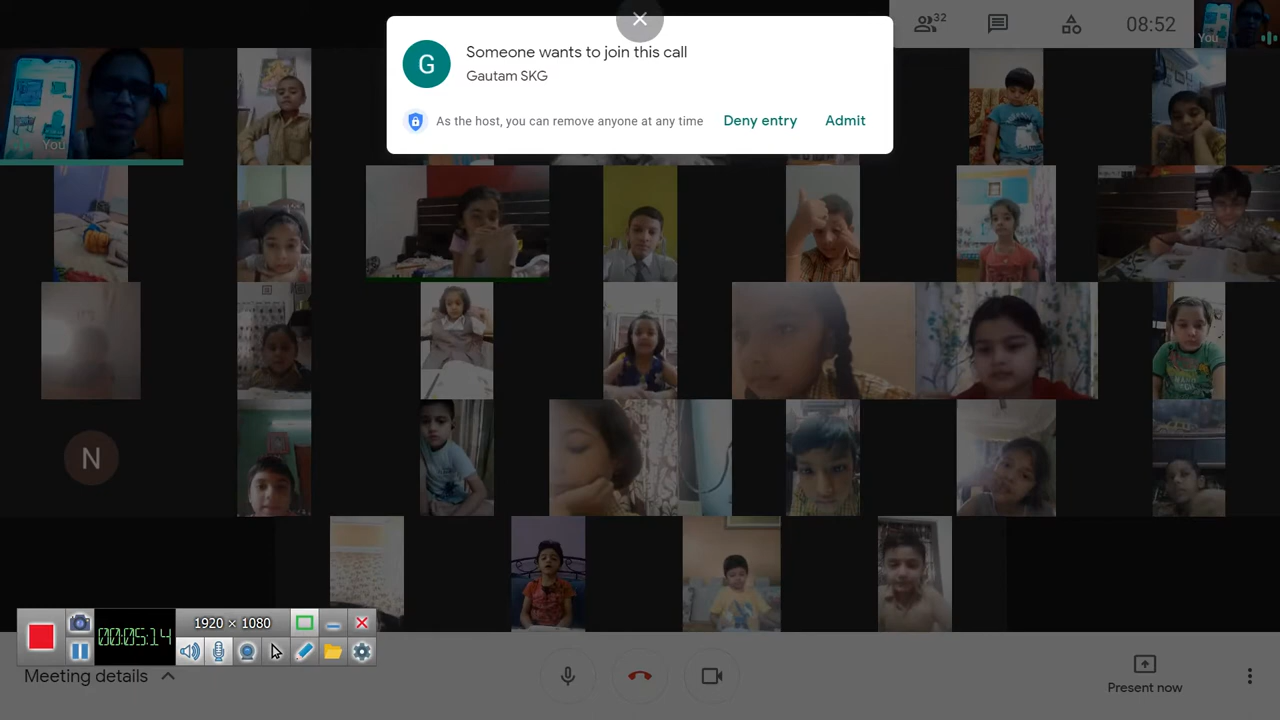 Someone wants to join this call
G
Gautam SKG
As the host, you can remove anyone at any time
Deny entry
Admit
32
08:52
You
You
N
00:05:14
1920 × 1080
Meeting details
Present now